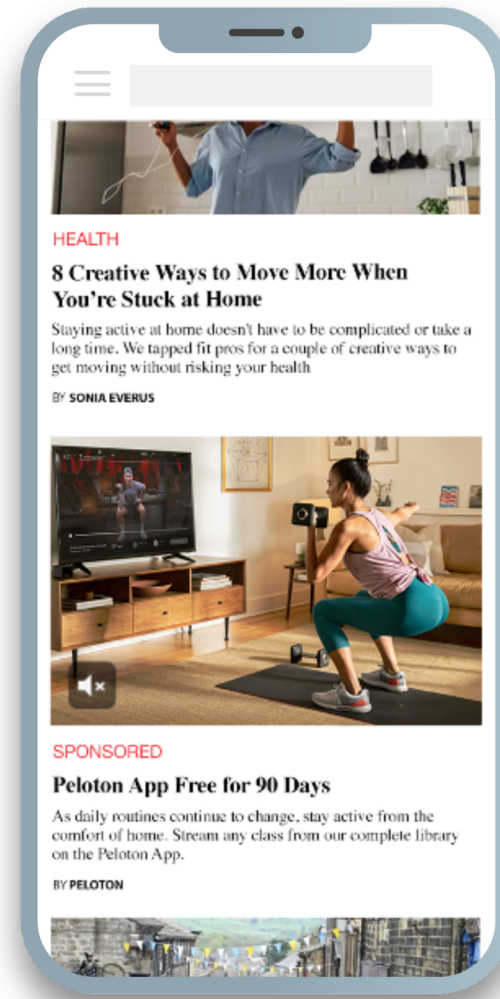 HEALTH
8 Creative Ways to Move More When
You're Stuck at Home
Staying active at home doesn't have to be complicated or take a
long time. We tapped fit pros for a couple of creative ways to
get moving without risking your health
BY SONIA EVERUS
SPONSORED
Peloton App Free for 90 Days
As daily routines continue to change, stay active from the
comfort of home. Stream any class from our complete library
on the Peloton App.
BY PELOTON